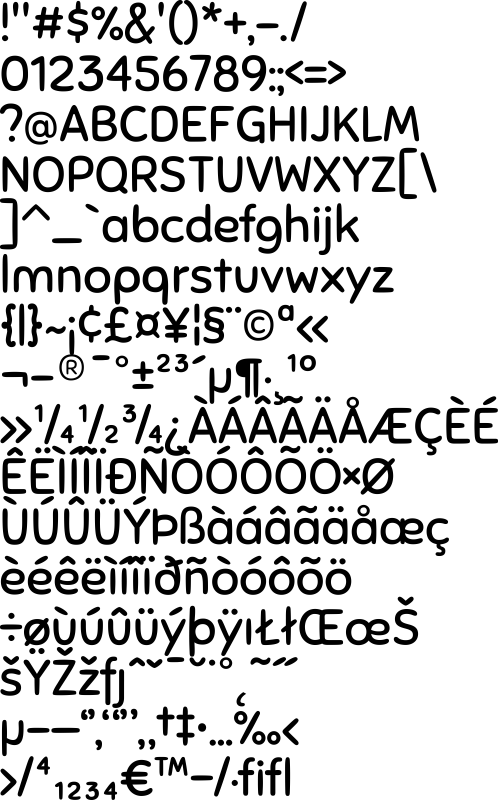 !"#$%&'()*+,-./
0123456789:;<=>
?@ABCDEFGHIJKLM
NOPQRSTUVWXYZ[\
]^_`abcdefghijk
lmnopqrstuvwxyz
{|}~¡¢£¤¥¦§¨©ª«
¬-®¯°±²³´µ¶·¸¹º
»¼½¾¿ÀÁÂÃÄÅÆÇÈÉ
ÊËÌÍÎÏÐÑÒÓÔÕÖ×Ø
ÙÚÛÜÝÞßàáâãäåæç
èéêëìíîïðñòóôõö
÷øùúûüýþÿıŁłŒœŠ
šŸŽžƒȷˆˇˉ˘˙˚˛˜˝
μ–—‘’‚“”„†‡•…‰‹
›⁄⁴₁₂₃₄€™−∕∙ﬁﬂ